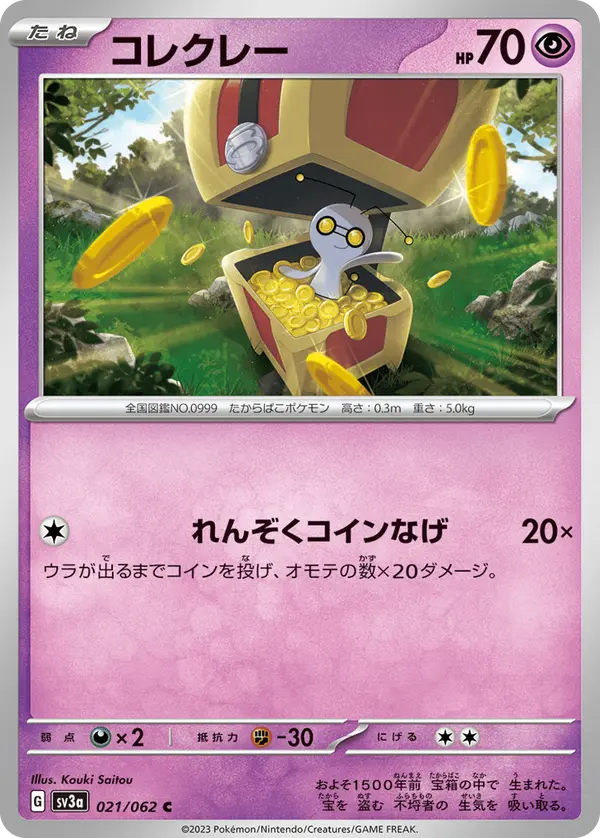 たね コレクレー HP70
全国図鑑NO.0999 たからばこポケモン 高さ:0.3m 重さ:5.0kg
れんぞくコインなげ 20×
ウラが出るまでコインを投げ、オモテの数×20ダメージ。
弱点 ×2 抵抗力 -30 にげる
Illus. Kouki Saitou
G sv3a 021/062 C
およそ1500年前 宝箱の中で 生まれた。
宝を 盗む 不埒者の 生気を 吸い取る。
©2023 Pokémon/Nintendo/Creatures/GAME FREAK.